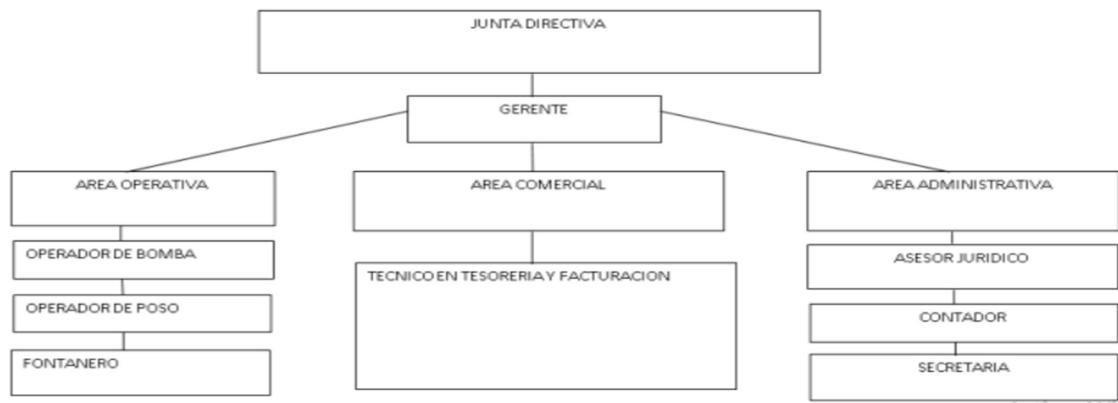 JUNTA DIRECTIVA
GERENTE
AREA OPERATIVA
AREA COMERCIAL
AREA ADMINISTRATIVA
OPERADOR DE BOMBA
TECNICO EN TESORERIA Y FACTURACION
ASESOR JURIDICO
OPERADOR DE POSO
CONTADOR
FONTANERO
SECRETARIA